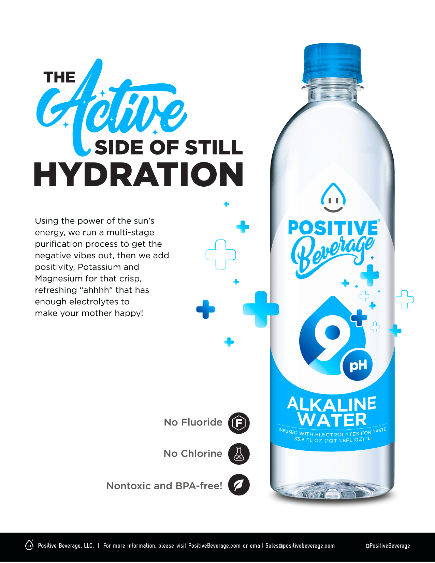 THE
Active
SIDE OF STILL
HYDRATION
Using the power of the sun's
energy, we run a multi-stage
purification process to get the
negative vibes out, then we add
positivity, Potassium and
Magnesium for that crisp,
refreshing "ahhhh" that has
enough electrolytes to
make your mother happy!
POSITIVE
Beverage
9+
pH
ALKALINE
WATER
INFUSED WITH ELECTROLYTES FOR TASTE
No Fluoride F
No Chlorine
Nontoxic and BPA-free!
Positive Beverage, LLC. | For more information, please visit PositiveBeverage.com or email Sales@positivebeverage.com @PositiveBeverage